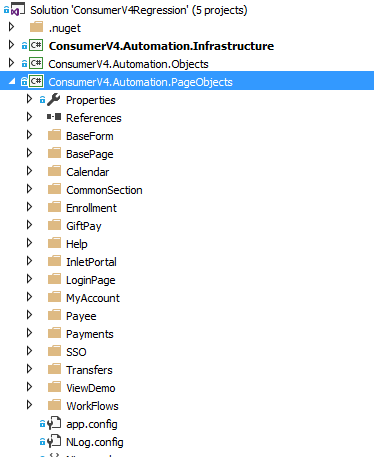 Solution 'ConsumerV4Regression' (5 projects)
.nuget
C# ConsumerV4.Automation.Infrastructure
C# ConsumerV4.Automation.Objects
C# ConsumerV4.Automation.PageObjects
Properties
References
BaseForm
BasePage
Calendar
CommonSection
Enrollment
GiftPay
Help
InletPortal
LoginPage
MyAccount
Payee
Payments
SSO
Transfers
ViewDemo
WorkFlows
app.config
NLog.config